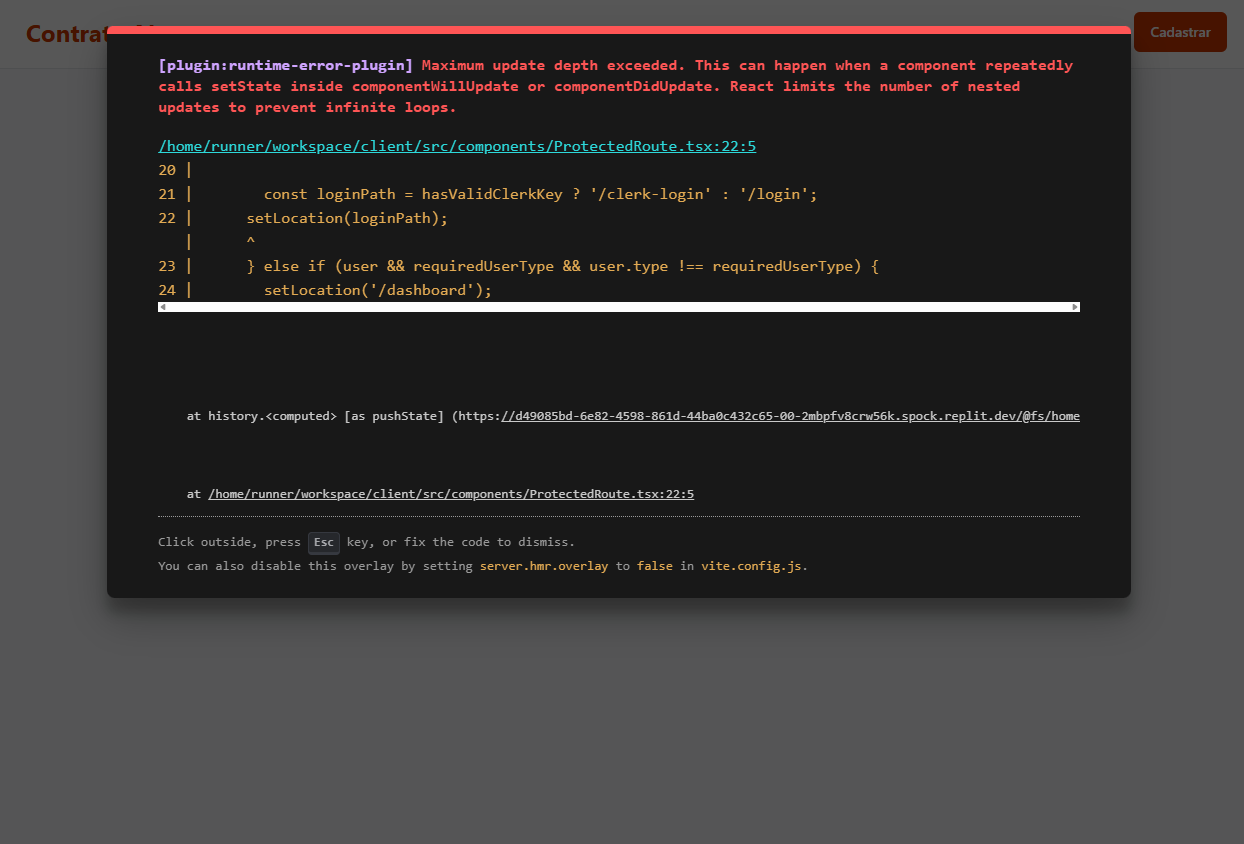 Cadastrar
[plugin:runtime-error-plugin] Maximum update depth exceeded. This can happen when a component repeatedly
calls setState inside componentWillUpdate or componentDidUpdate. React limits the number of nested
updates to prevent infinite loops.
/home/runner/workspace/client/src/components/ProtectedRoute.tsx:22:5
20 |
21 |        const loginPath = hasValidClerkKey ? '/clerk-login' : '/login';
22 |      setLocation(loginPath);
   |      ^
23 |      } else if (user && requiredUserType && user.type !== requiredUserType) {
24 |        setLocation('/dashboard');
at history.<computed> [as pushState] (https://d49085bd-6e82-4598-861d-44ba0c432c65-00-2mbpfv8crw56k.spock.replit.dev/@fs/home
at /home/runner/workspace/client/src/components/ProtectedRoute.tsx:22:5
Click outside, press Esc key, or fix the code to dismiss.
You can also disable this overlay by setting server.hmr.overlay to false in vite.config.js.